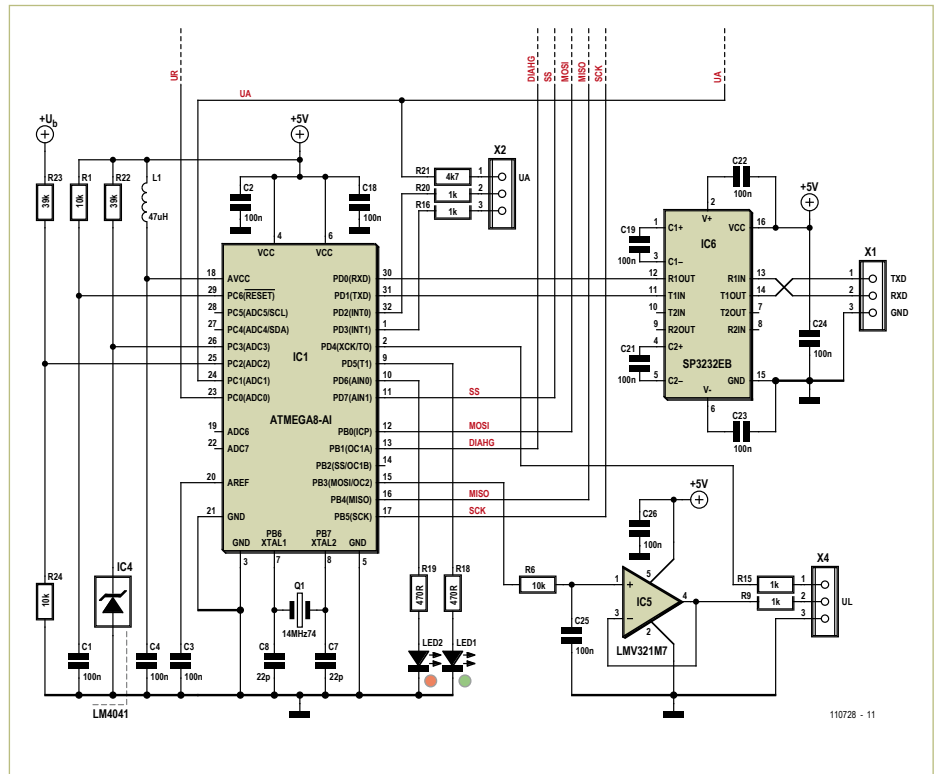 UR
DIAHG
SS
MOSI
MISO
SCK
UA
UA
+Ub
+5V
R23
39k
R1
10k
R22
39k
L1
47uH
C2
100n
C18
100n
R21
4k7
R20
1k
R16
1k
X2
1
2
3
UA
C22
100n
+5V
4
6
VCC
VCC
18
AVCC
29
PC6(RESET)
28
PC5(ADC5/SCL)
27
PC4(ADC4/SDA)
26
PC3(ADC3)
25
PC2(ADC2)
24
PC1(ADC1)
23
PC0(ADC0)
19
ADC6
22
ADC7
20
AREF
21
GND
IC1
ATMEGA8-AI
PD0(RXD)
30
PD1(TXD)
31
PD2(INT0)
32
PD3(INT1)
1
PD4(XCK/TO)
2
PD5(T1)
9
PD6(AIN0)
10
PD7(AIN1)
11
SS
PB0(ICP)
12
MOSI
PB1(OC1A)
13
DIAHG
PB2(SS/OC1B)
14
PB3(MOSI/OC2)
15
PB4(MISO)
16
MISO
PB5(SCK)
17
SCK
GND
3
PB6
XTAL1
7
PB7
XTAL2
8
GND
5
2
V+
IC6
1
C1+
C19
100n
3
C1–
12
R1OUT
11
T1IN
10
T2IN
9
R2OUT
4
C2+
C21
100n
5
C2–
SP3232EB
VCC
16
R1IN
13
T1OUT
14
T2OUT
7
R2IN
8
GND
15
V-
6
C24
100n
C23
100n
X1
1
TXD
2
RXD
3
GND
R24
10k
IC4
LM4041
C1
100n
C4
100n
C3
100n
Q1
14MHz74
C8
22p
C7
22p
R19
470R
R18
470R
LED2
LED1
R6
10k
C25
100n
C26
100n
+5V
1
+
3
–
5
2
4
IC5
LMV321M7
R15
1k
R9
1k
X4
1
2
3
UL
110728 - 11